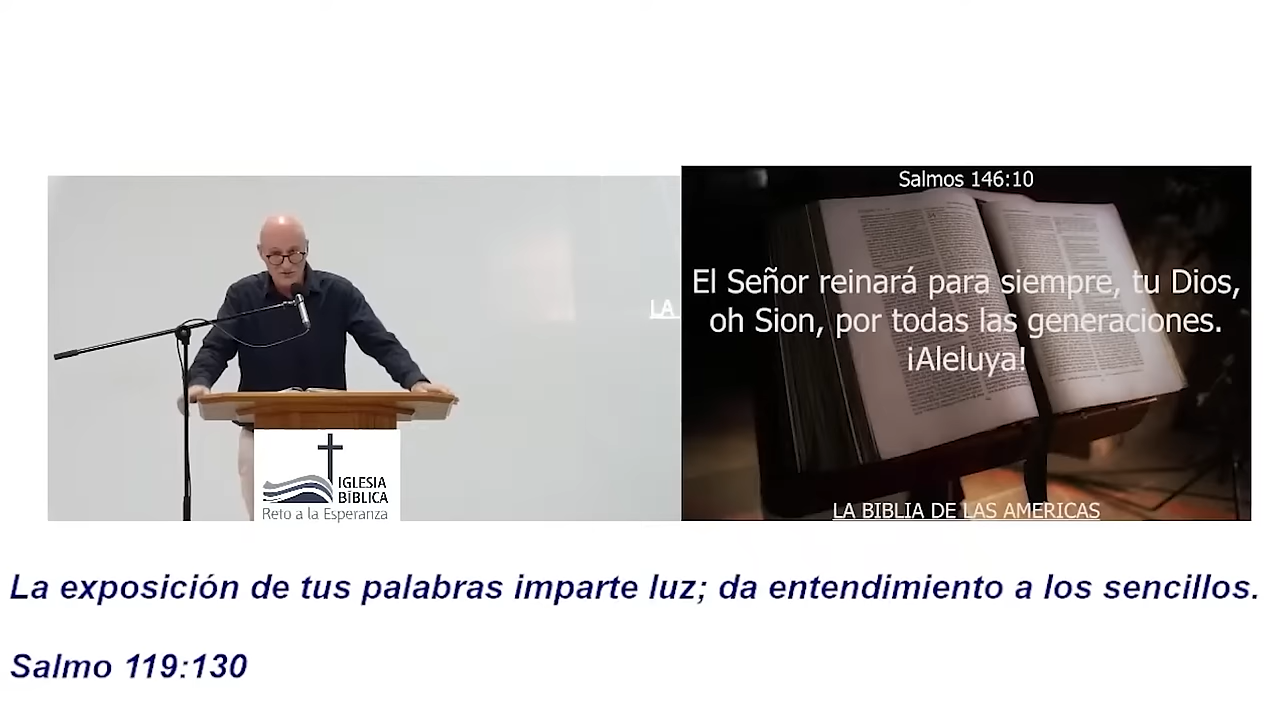 Salmos 146:10
El Señor reinará para siempre, tu Dios,
oh Sion, por todas las generaciones.
¡Aleluya!
LA BIBLIA DE LAS AMERICAS
LA
IGLESIA
BÍBLICA
Reto a la Esperanza
La exposición de tus palabras imparte luz; da entendimiento a los sencillos.
Salmo 119:130